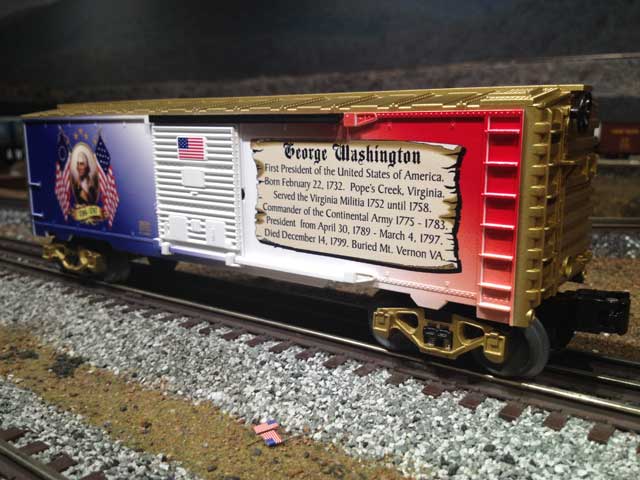 George Washington
First President of the United States of America.
Born February 22, 1732. Pope's Creek, Virginia.
Served the Virginia Militia 1752 until 1758.
Commander of the Continental Army 1775 - 1783.
President from April 30, 1789 - March 4, 1797.
Died December 14, 1799. Buried Mt. Vernon VA.